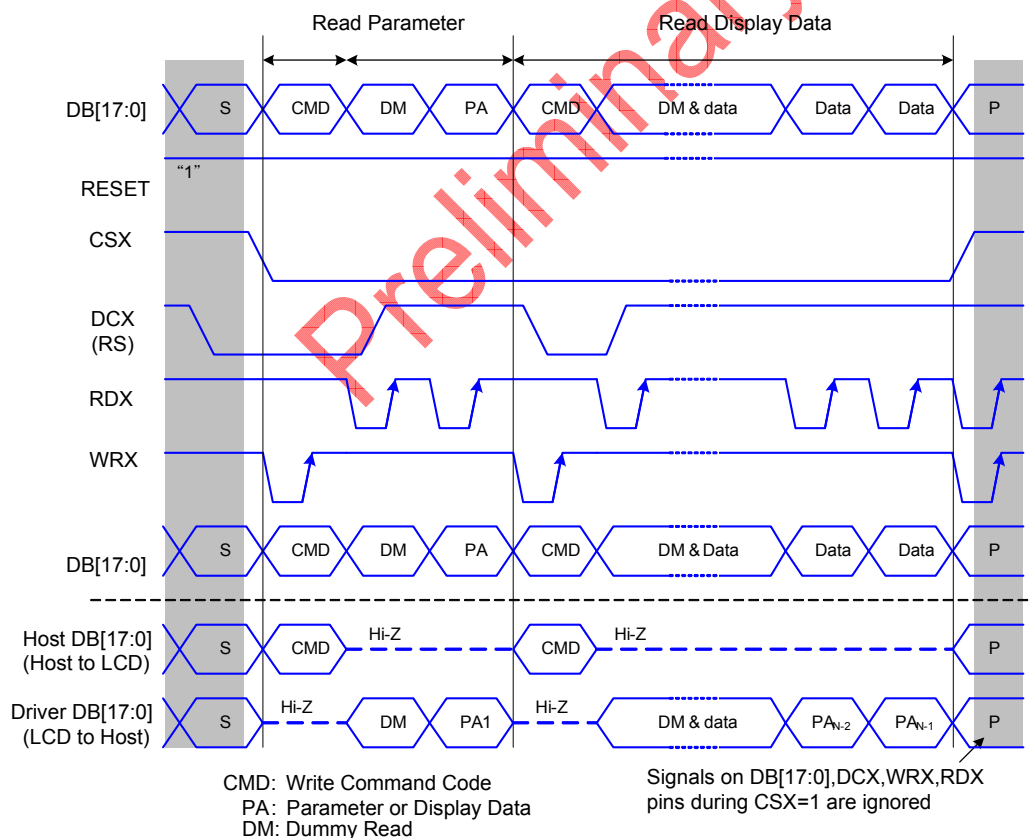 Read Parameter
Read Display Data
DB[17:0]
S
CMD
DM
PA
CMD
DM & data
Data
Data
P
RESET
“1”
CSX
DCX
(RS)
RDX
WRX
DB[17:0]
S
CMD
DM
PA
CMD
DM & Data
Data
Data
P
Host DB[17:0]
(Host to LCD)
S
CMD
Hi-Z
CMD
Hi-Z
P
Driver DB[17:0]
(LCD to Host)
S
Hi-Z
DM
PA1
Hi-Z
DM & data
PAN-2
PAN-1
P
CMD: Write Command Code
PA: Parameter or Display Data
DM: Dummy Read
Signals on DB[17:0],DCX,WRX,RDX
pins during CSX=1 are ignored
Preliminary